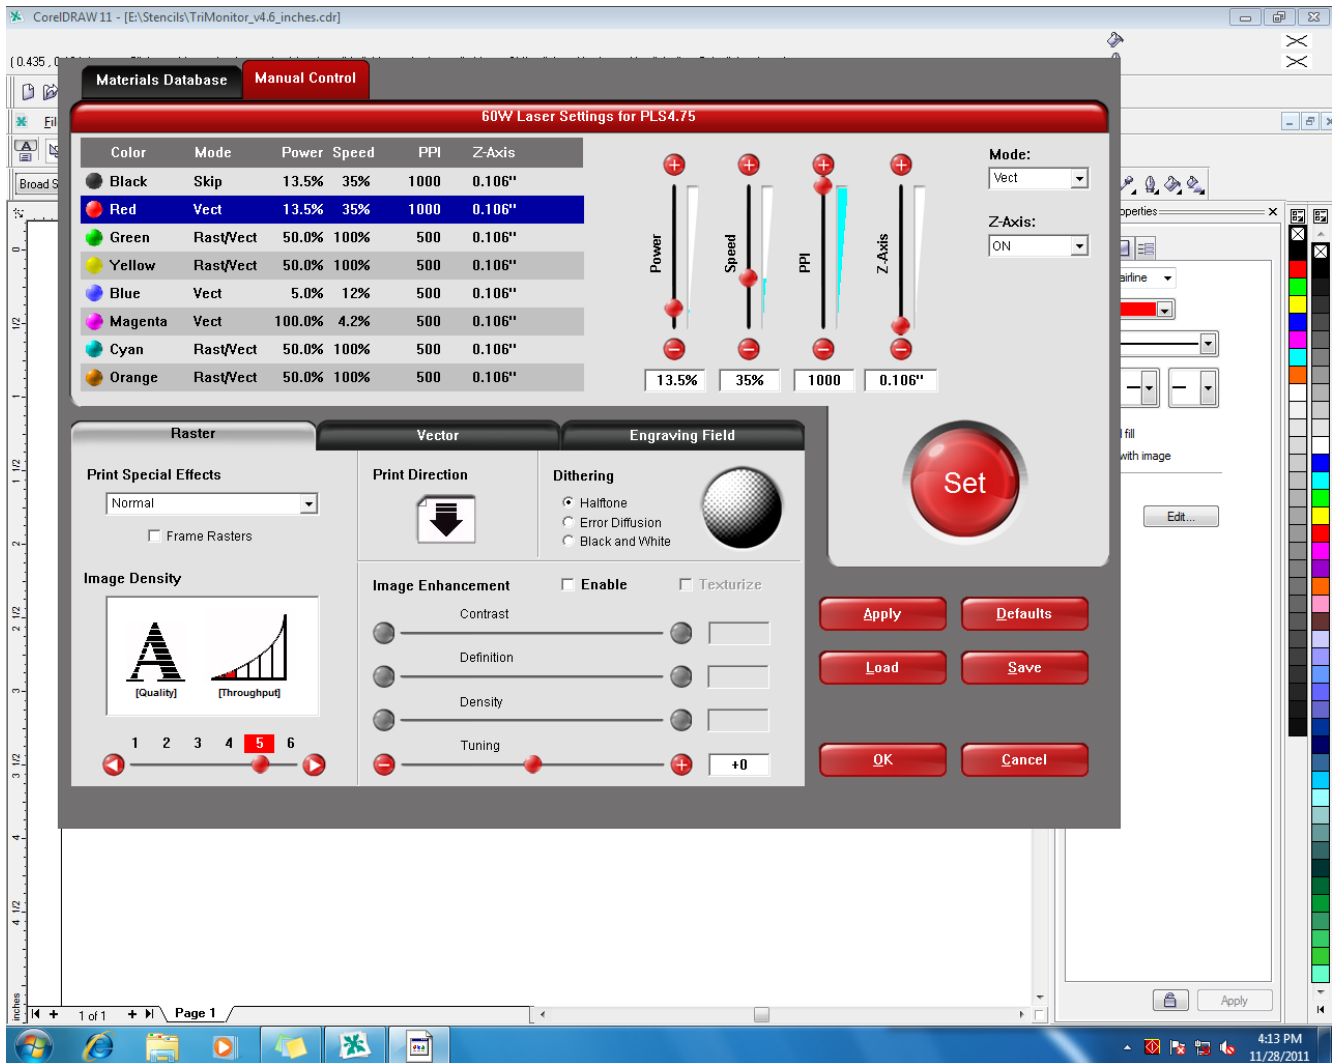 CorelDRAW 11 - [E:\Stencils\TriMonitor_v4.6_inches.cdr]
Materials Database Manual Control
60W Laser Settings for PLS4.75
Color Mode Power Speed PPI Z-Axis
Black Skip 13.5% 35% 1000 0.106"
Red Vect 13.5% 35% 1000 0.106"
Green Rast/Vect 50.0% 100% 500 0.106"
Yellow Rast/Vect 50.0% 100% 500 0.106"
Blue Vect 5.0% 12% 500 0.106"
Magenta Vect 100.0% 4.2% 500 0.106"
Cyan Rast/Vect 50.0% 100% 500 0.106"
Orange Rast/Vect 50.0% 100% 500 0.106"
Power Speed PPI Z-Axis
13.5% 35% 1000 0.106"
Mode:
Vect
Z-Axis:
ON
Set
Raster Vector Engraving Field
Print Special Effects
Normal
Frame Rasters
Print Direction
Dithering
Halftone
Error Diffusion
Black and White
Image Density
[Quality] [Throughput]
1 2 3 4 5 6
Image Enhancement Enable Texturize
Contrast
Definition
Density
Tuning
+0
Apply Defaults
Load Save
OK Cancel
Broad S
fill
with image
Edit...
Apply
inches
1 of 1 Page 1
4:13 PM
11/28/2011